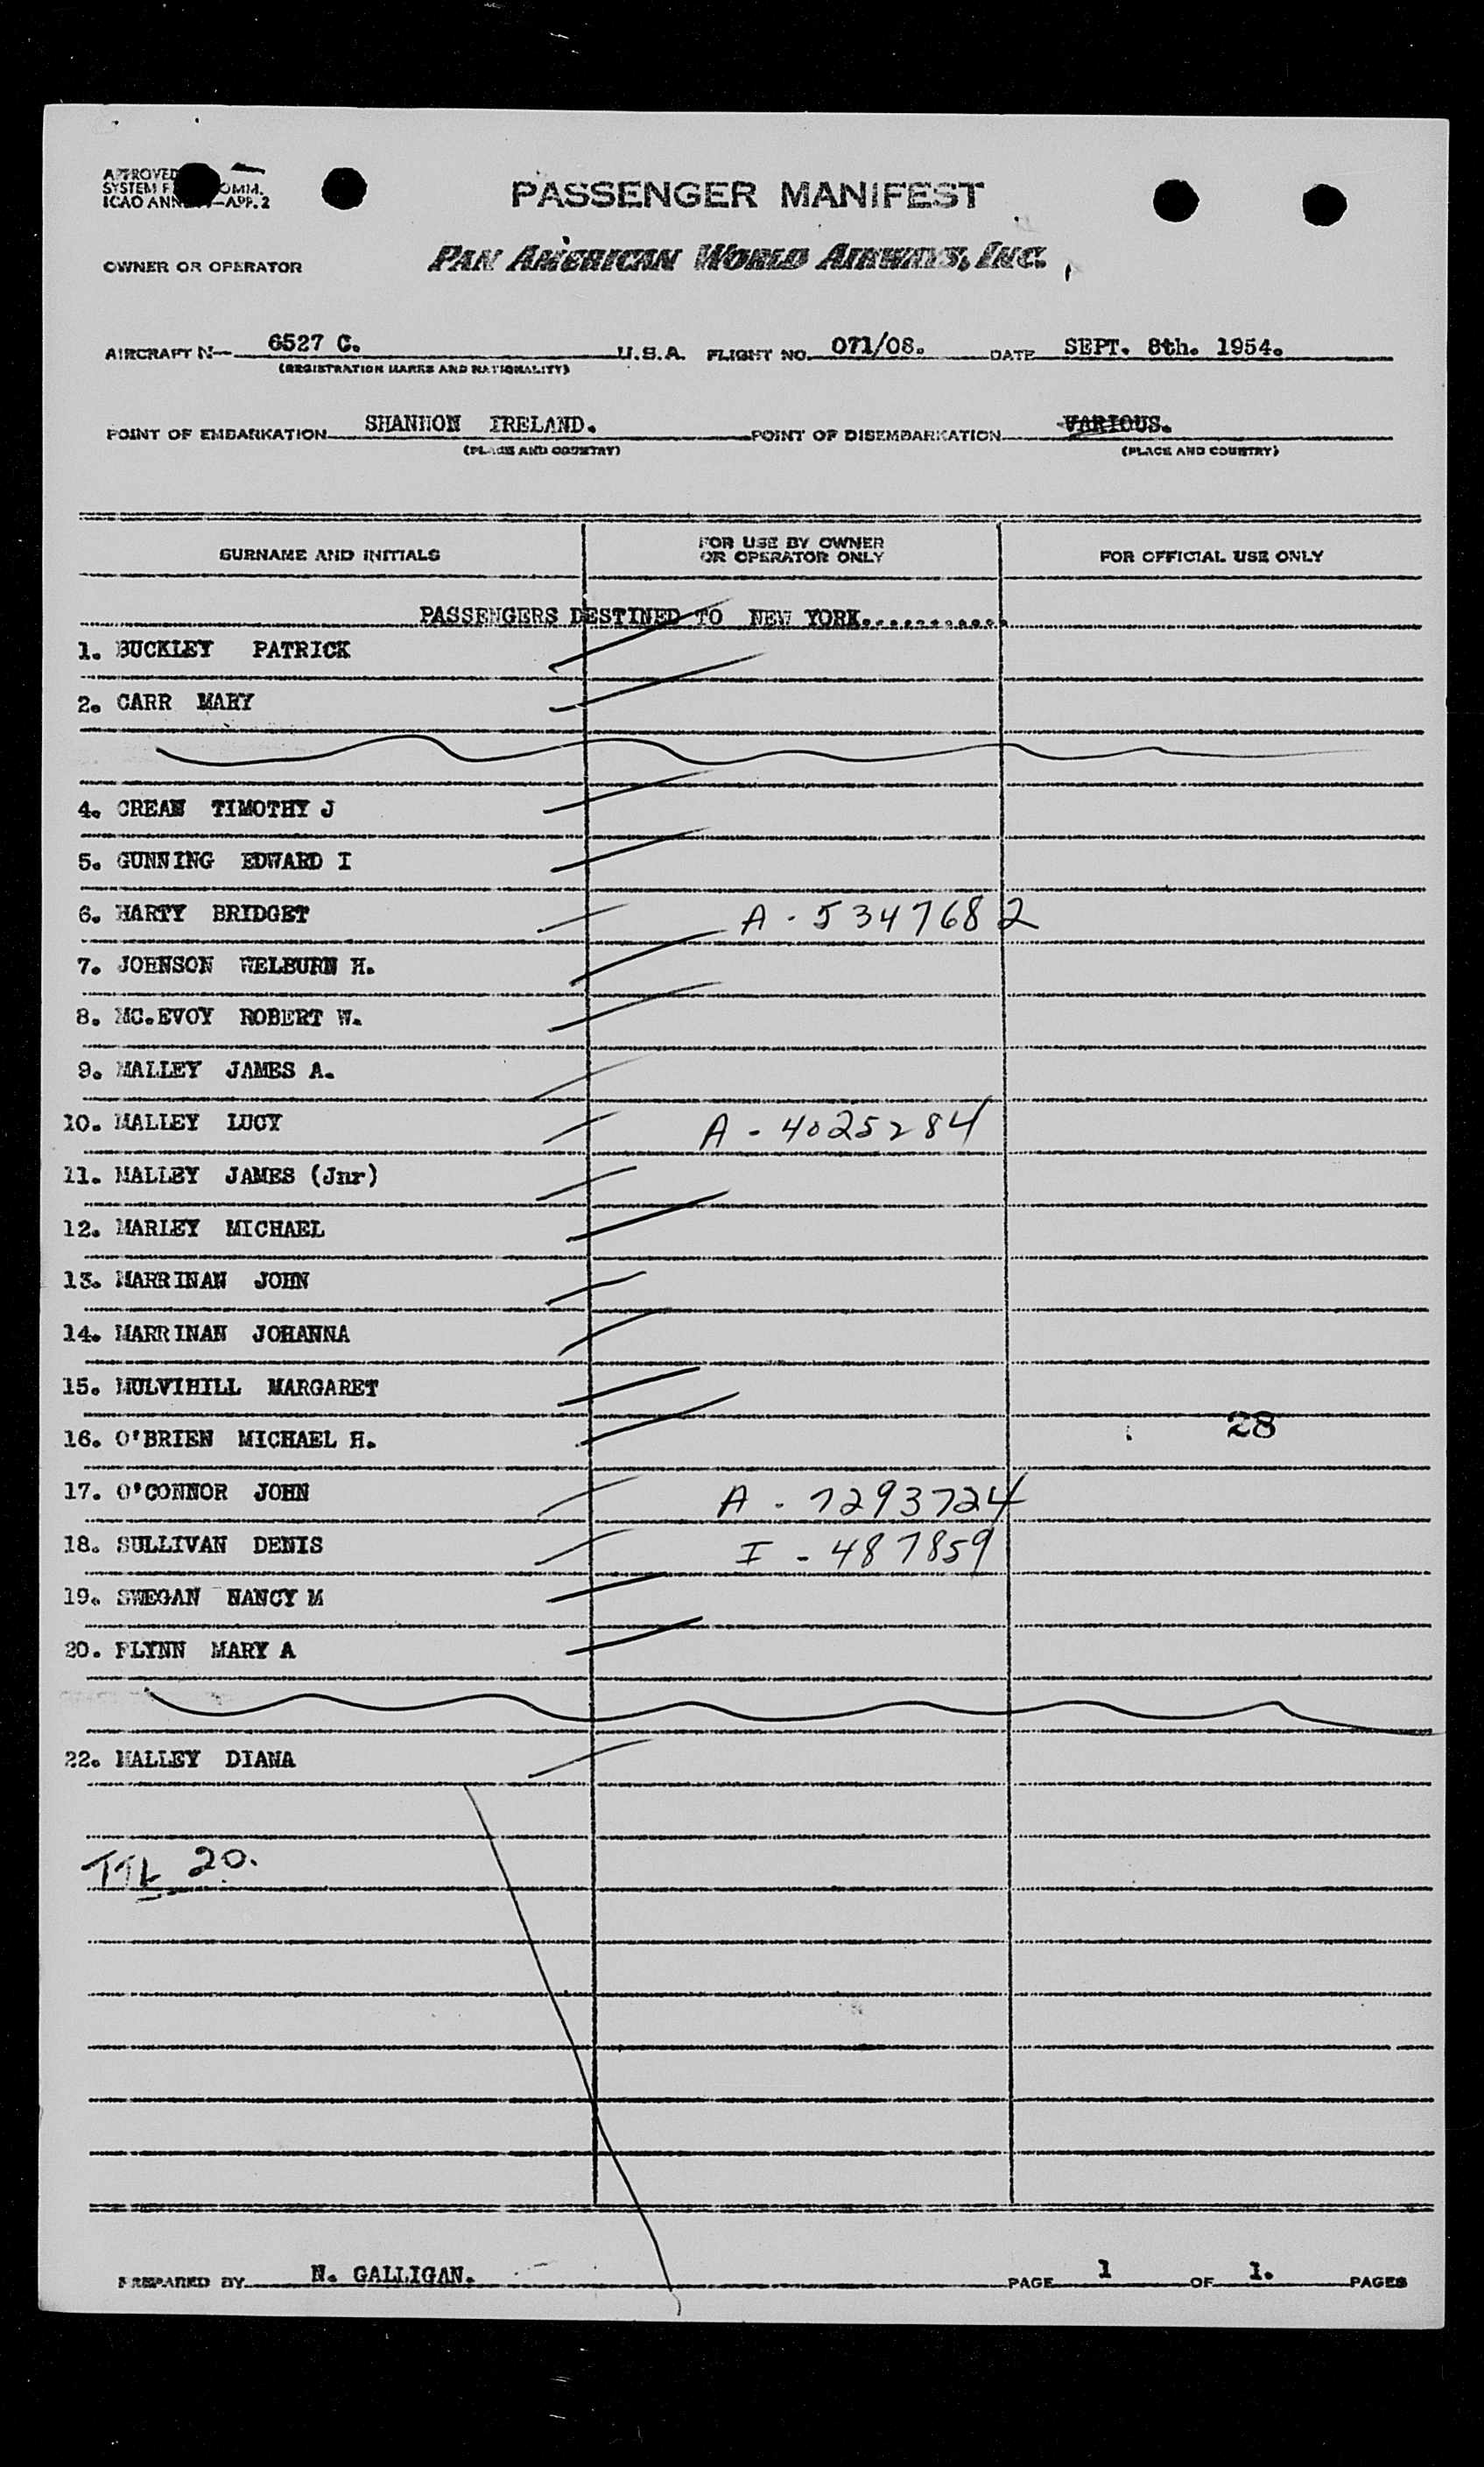 APPROVED
SYSTEM F OMM.
ICAO ANN —APP. 2
PASSENGER MANIFEST
OWNER OR OPERATOR PAN AMERICAN WORLD AIRWAYS, INC.
AIRCRAFT N— 6527 C. U.S.A. FLIGHT NO. 071/08. DATE SEPT. 8th. 1954.
(REGISTRATION MARKS AND NATIONALITY)
POINT OF EMBARKATION SHANNON IRELAND. POINT OF DISEMBARKATION VARIOUS.
(PLACE AND COUNTRY) (PLACE AND COUNTRY)
SURNAME AND INITIALS FOR USE BY OWNER OR OPERATOR ONLY FOR OFFICIAL USE ONLY
PASSENGERS DESTINED TO NEW YORK............
1. BUCKLEY PATRICK
2. CARR MARY
4. CREAN TIMOTHY J
5. GUNNING EDWARD I
6. HARTY BRIDGET A - 5347682
7. JOHNSON WELBURN H.
8. MC.EVOY ROBERT W.
9. MALLEY JAMES A.
10. MALLEY LUCY A - 4025284
11. MALLEY JAMES (Jnr)
12. MARLEY MICHAEL
13. MARRINAN JOHN
14. MARRINAN JOHANNA
15. MULVIHILL MARGARET
16. O'BRIEN MICHAEL H. 28
17. O'CONNOR JOHN A - 7293724
18. SULLIVAN DENIS I - 487859
19. SWEGAN NANCY M
20. FLYNN MARY A
22. MALLEY DIANA
TTL 20.
PREPARED BY N. GALLIGAN. PAGE 1 OF 1. PAGES